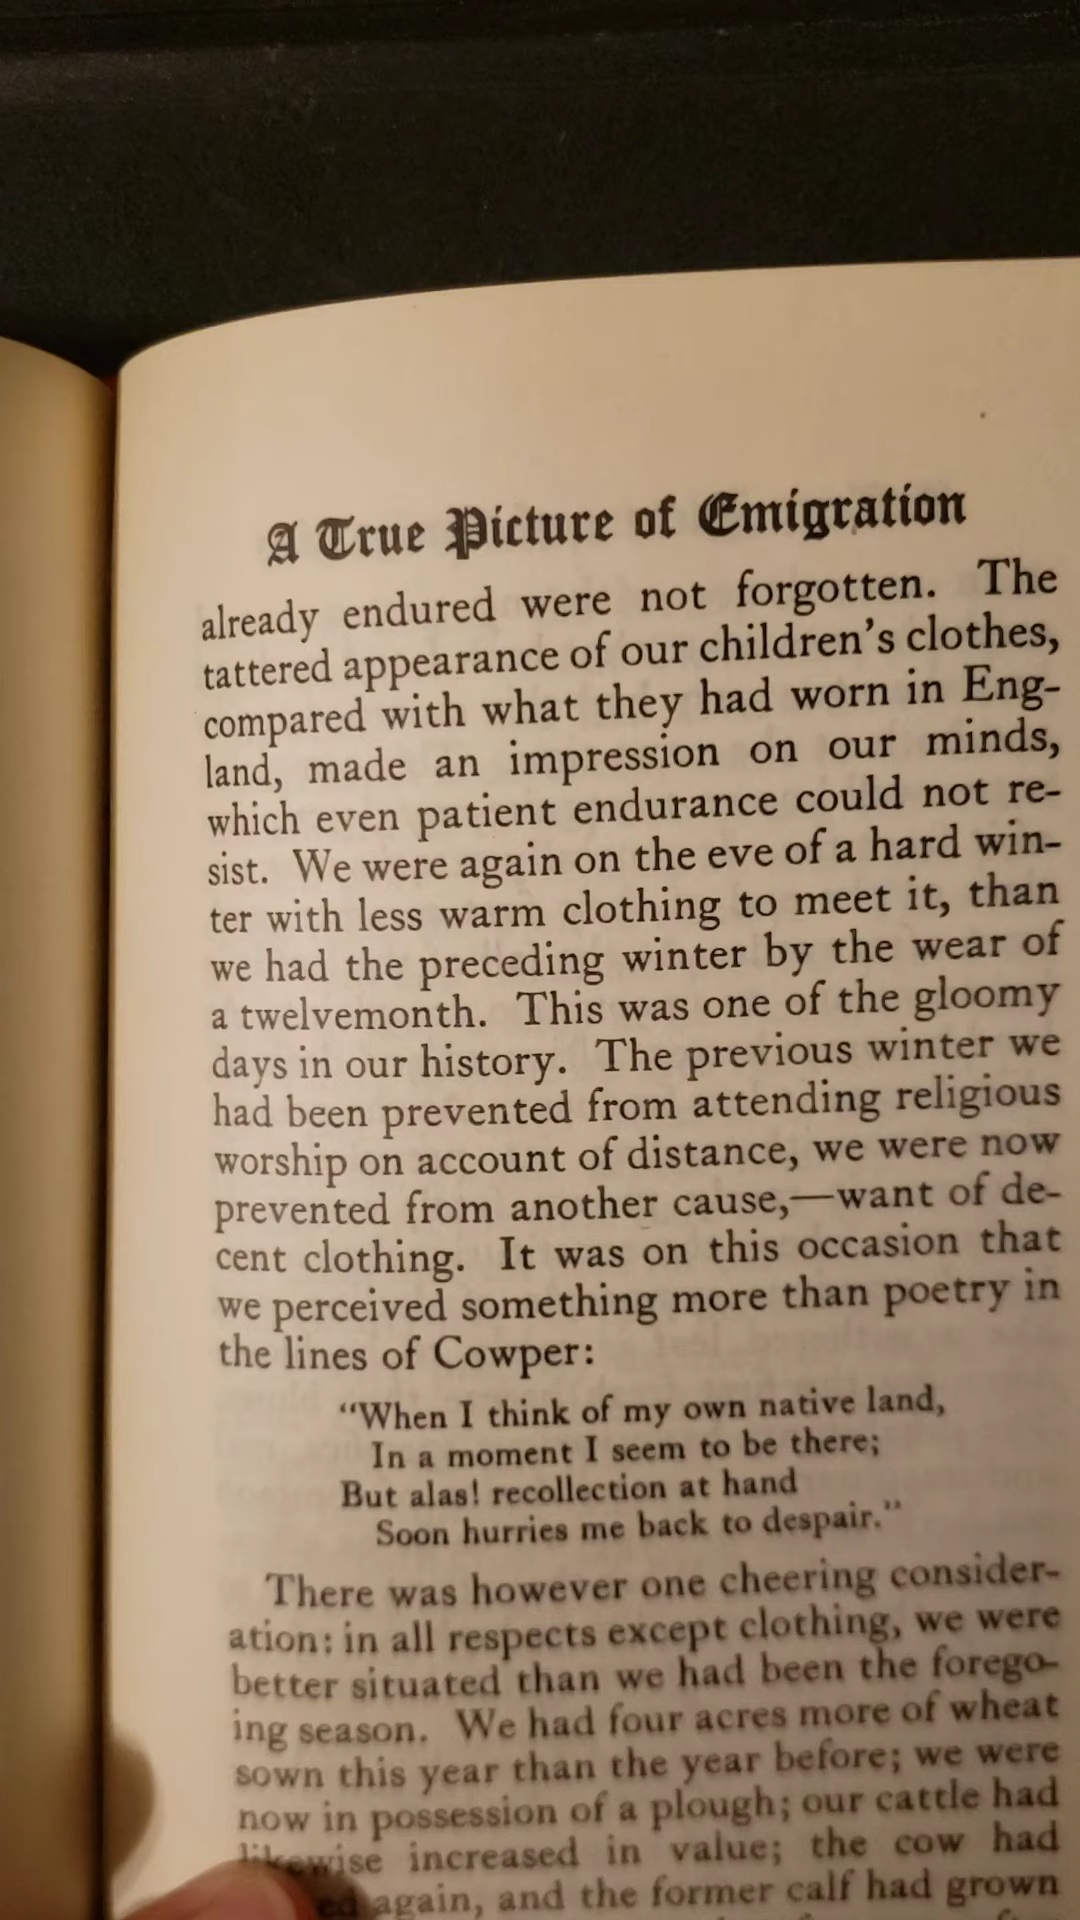 A True Picture of Emigration
already endured were not forgotten. The
tattered appearance of our children's clothes,
compared with what they had worn in Eng-
land, made an impression on our minds,
which even patient endurance could not re-
sist. We were again on the eve of a hard win-
ter with less warm clothing to meet it, than
we had the preceding winter by the wear of
a twelvemonth. This was one of the gloomy
days in our history. The previous winter we
had been prevented from attending religious
worship on account of distance, we were now
prevented from another cause,—want of de-
cent clothing. It was on this occasion that
we perceived something more than poetry in
the lines of Cowper:
"When I think of my own native land,
In a moment I seem to be there;
But alas! recollection at hand
Soon hurries me back to despair."
There was however one cheering consider-
ation: in all respects except clothing, we were
better situated than we had been the forego-
ing season. We had four acres more of wheat
sown this year than the year before; we were
now in possession of a plough; our cattle had
likewise increased in value; the cow had
again, and the former calf had grown